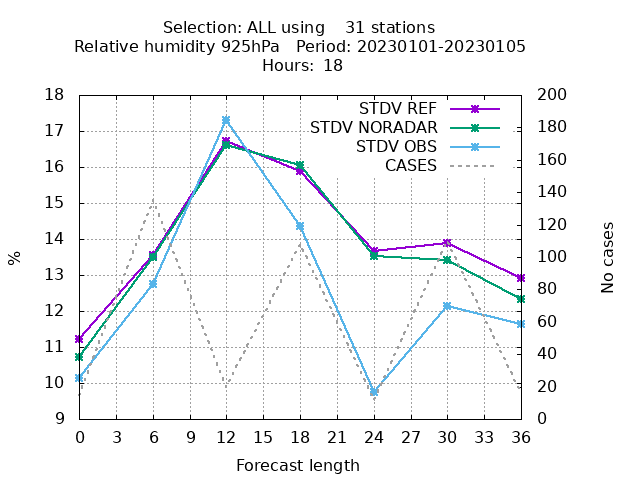 Selection: ALL using    31 stations
Relative humidity 925hPa   Period: 20230101-20230105
Hours: 18
STDV REF
STDV NORADAR
STDV OBS
CASES
18
17
16
15
14
13
12
11
10
9
%
200
180
160
140
120
100
80
60
40
20
0
No cases
0 3 6 9 12 15 18 21 24 27 30 33 36
Forecast length